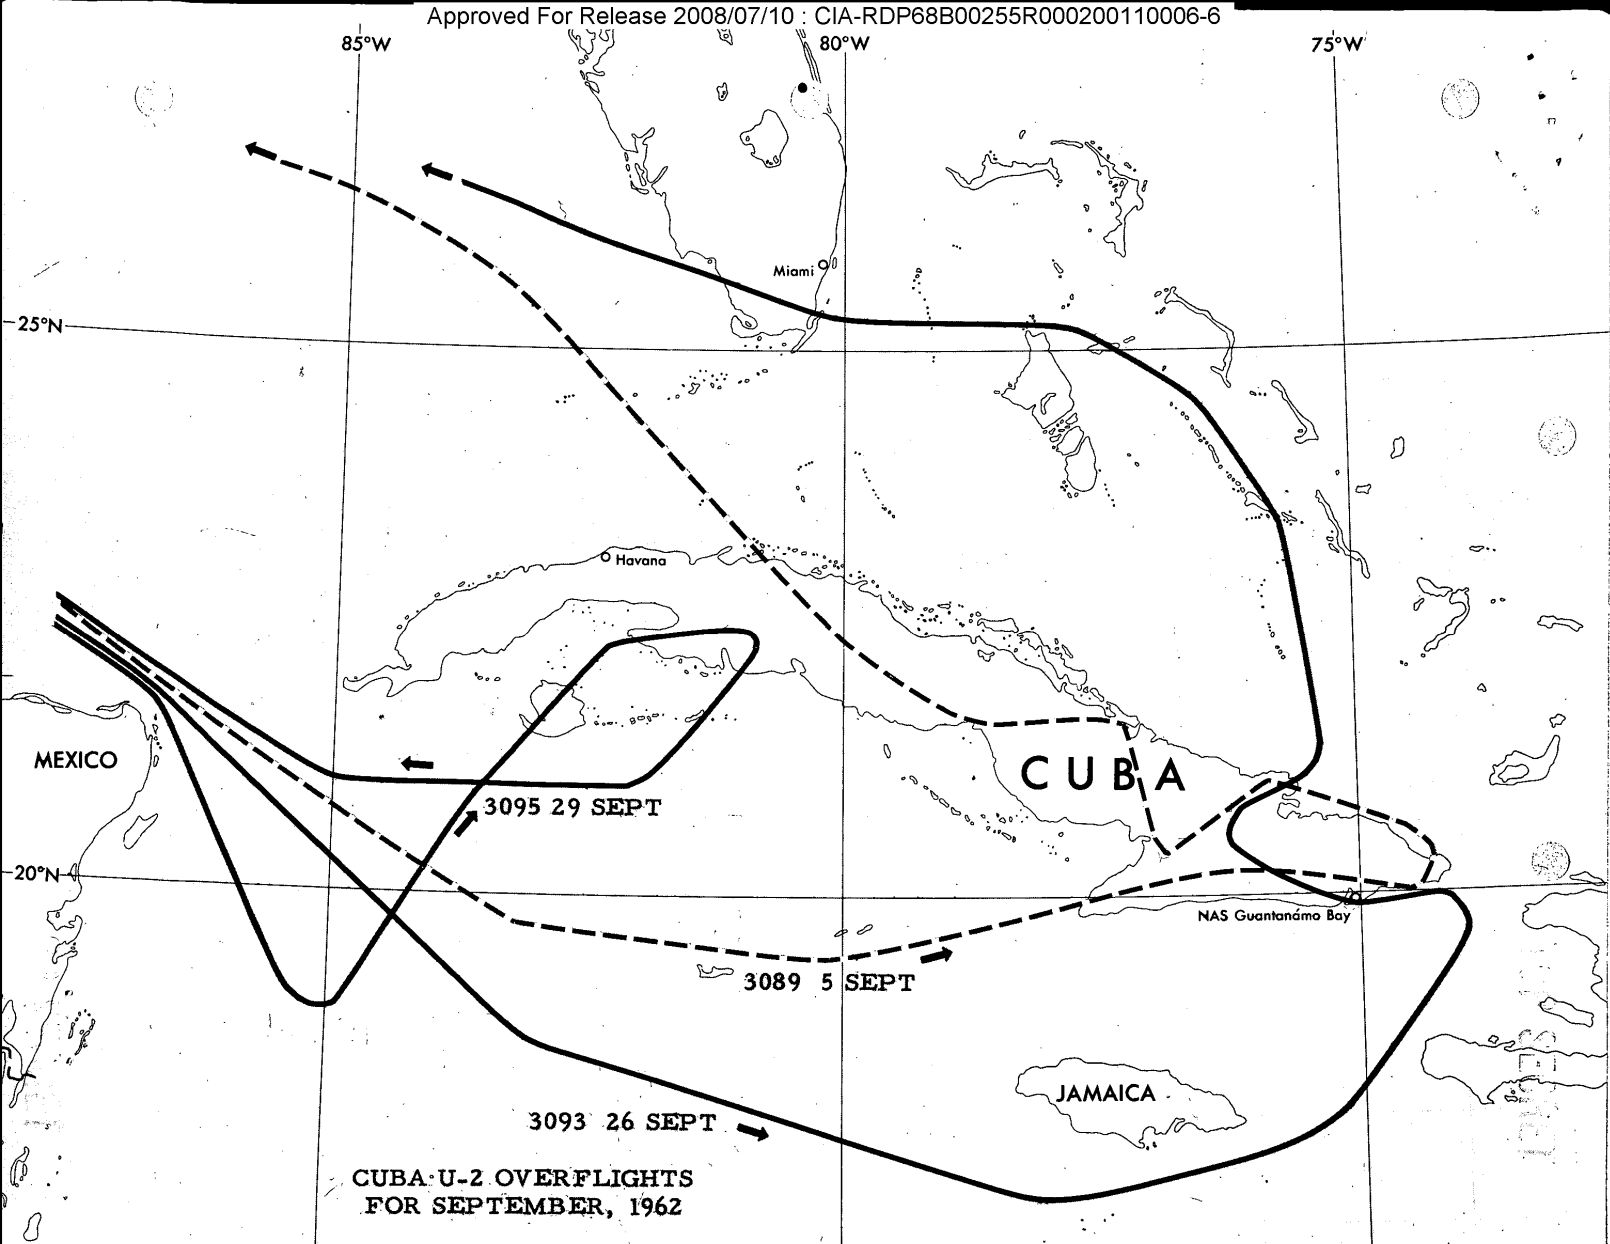 Approved For Release 2008/07/10 : CIA-RDP68B00255R000200110006-6
85°W
80°W
75°W
Miami
25°N
Havana
MEXICO
CUBA
3095 29 SEPT
20°N
NAS Guantanámo Bay
3089 5 SEPT
JAMAICA
3093 26 SEPT
CUBA U-2 OVERFLIGHTS
FOR SEPTEMBER, 1962